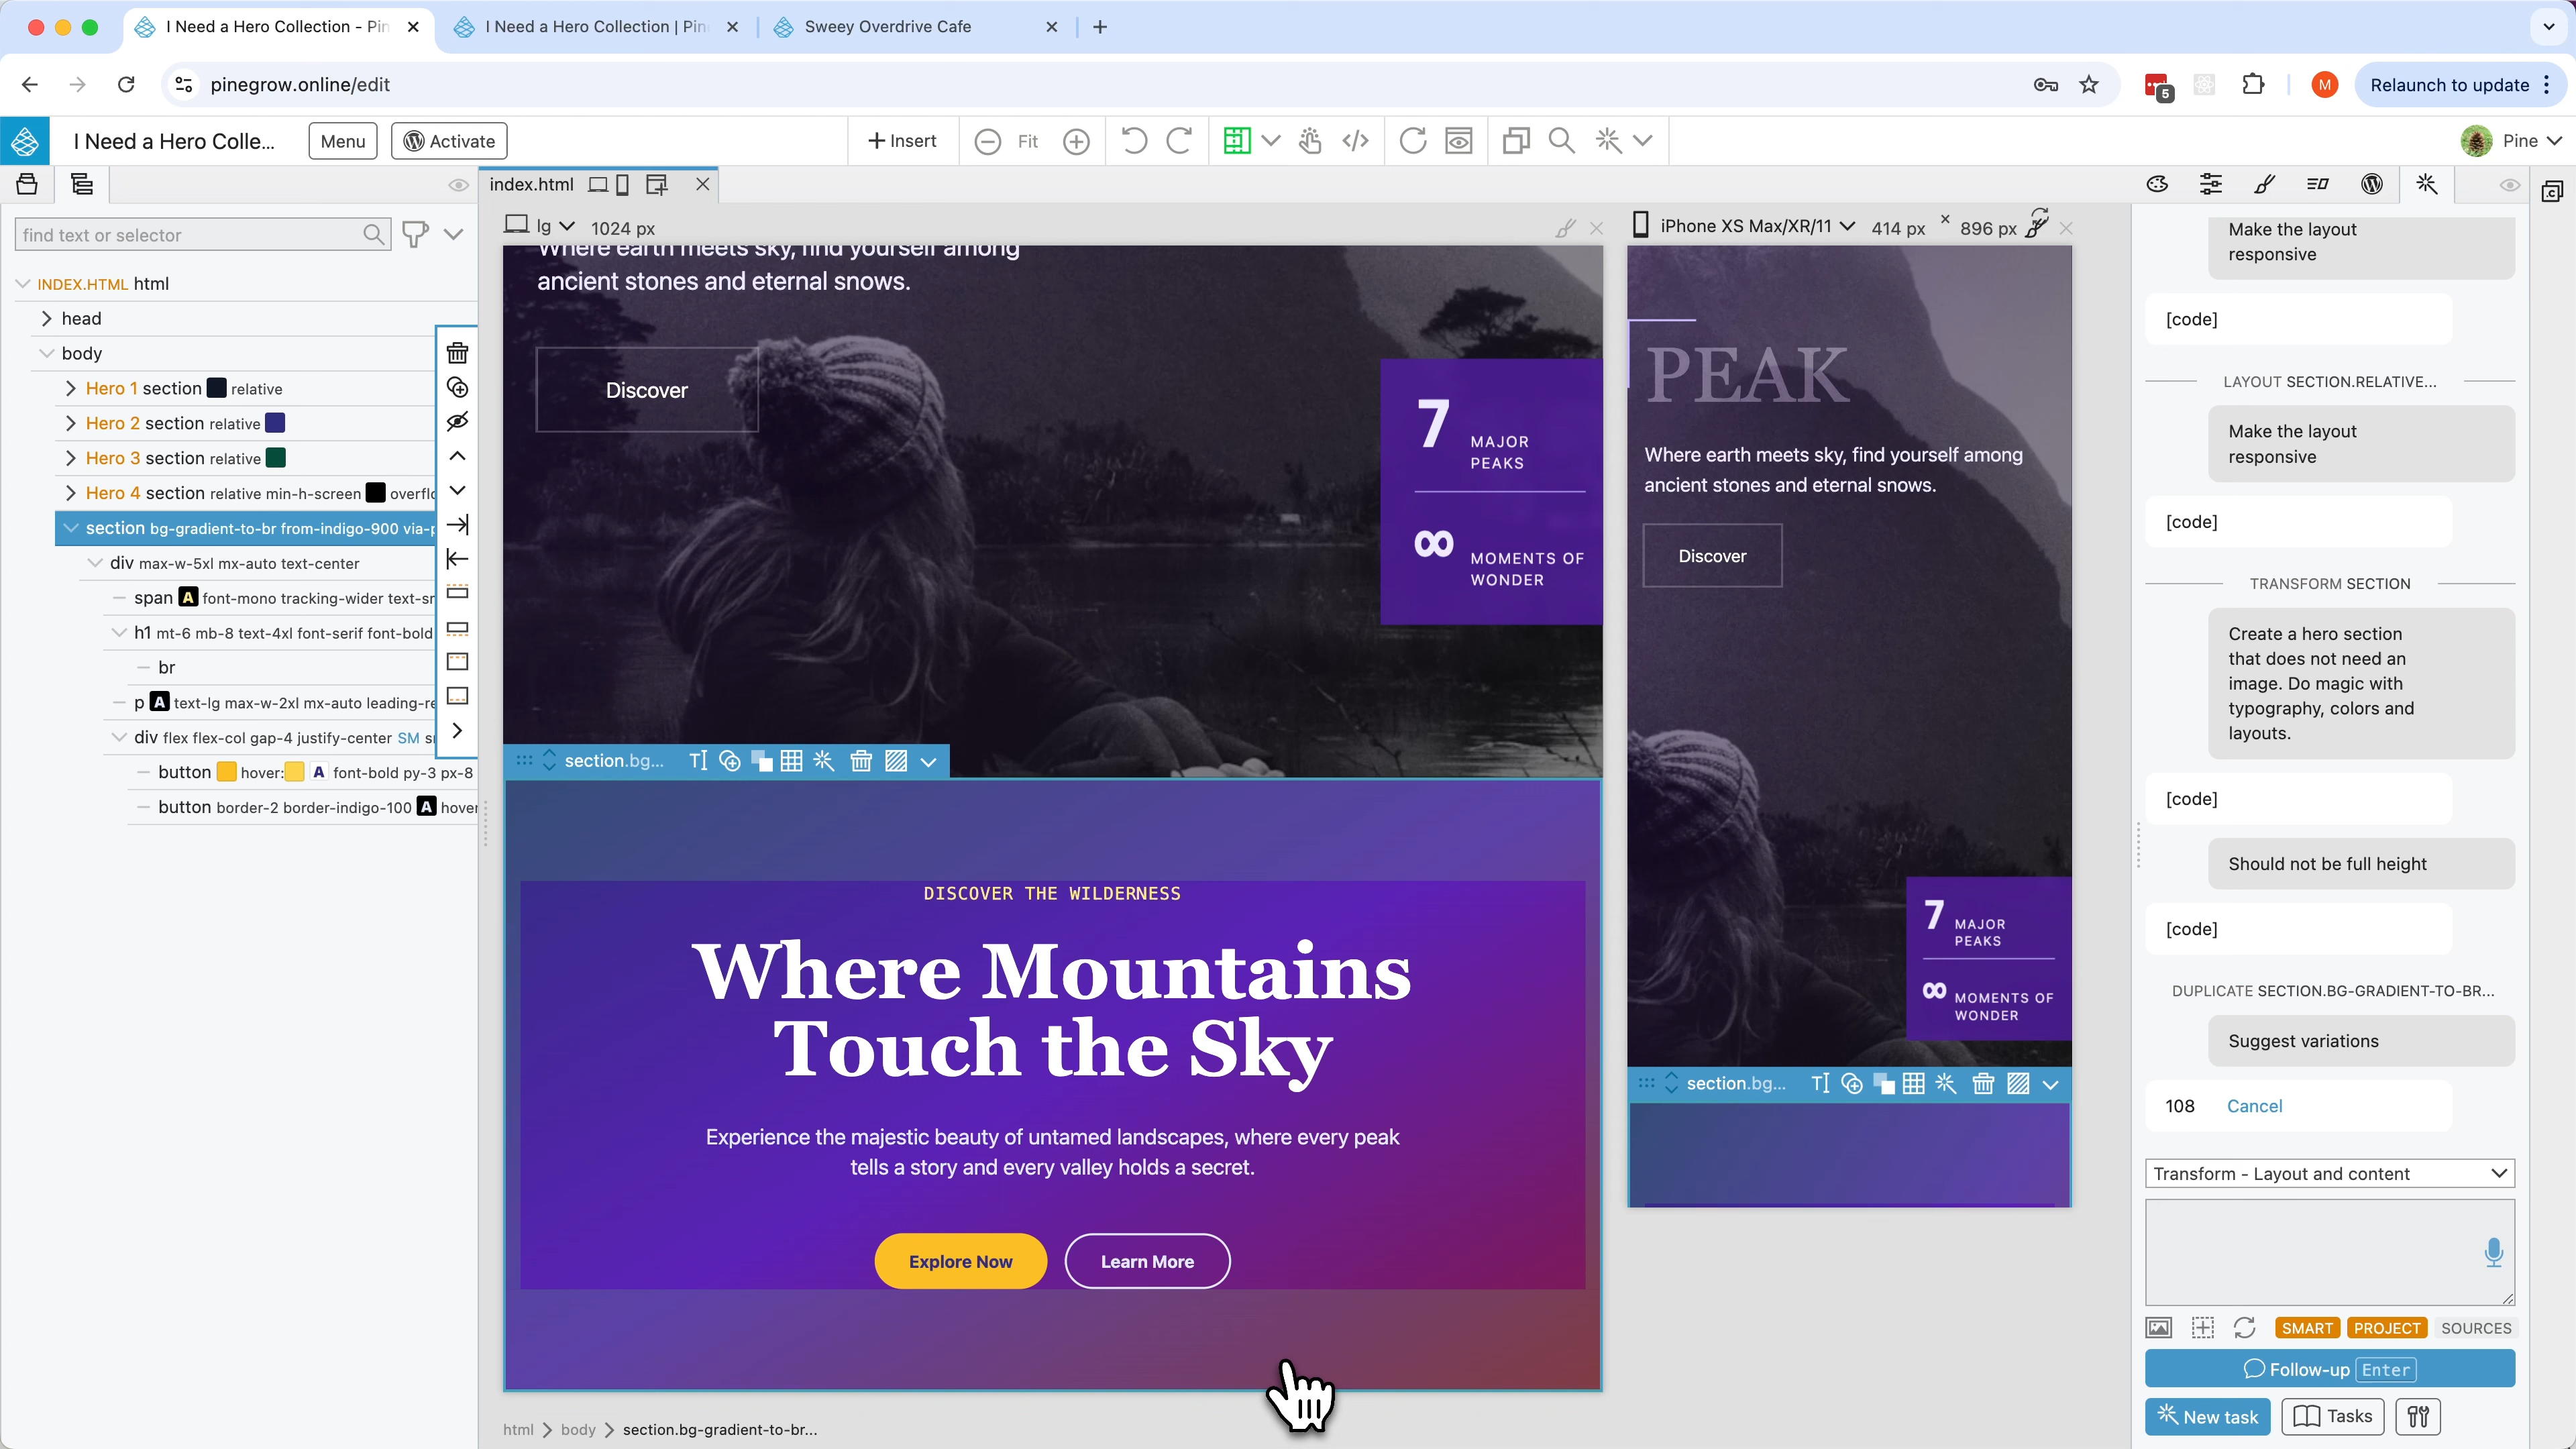 I Need a Hero Collection - Pin
I Need a Hero Collection | Pin
Sweey Overdrive Cafe
pinegrow.online/edit
5
M
Relaunch to update
I Need a Hero Colle...
Menu
Activate
Insert
Fit
Pine
index.html
find text or selector
lg
1024 px
iPhone XS Max/XR/11
414 px
×
896 px
INDEX.HTML html
head
body
Hero 1 section relative
Hero 2 section relative
Hero 3 section relative
Hero 4 section relative min-h-screen overflo
section bg-gradient-to-br from-indigo-900 via-p
div max-w-5xl mx-auto text-center
span A font-mono tracking-wider text-sm
h1 mt-6 mb-8 text-4xl font-serif font-bold
br
p A text-lg max-w-2xl mx-auto leading-re
div flex flex-col gap-4 justify-center SM
button hover: A font-bold py-3 px-8
button border-2 border-indigo-100 A hover
Where earth meets sky, find yourself among
ancient stones and eternal snows.
Discover
7 MAJOR
PEAKS
∞ MOMENTS OF
WONDER
section.bg...
DISCOVER THE WILDERNESS
Where Mountains
Touch the Sky
Experience the majestic beauty of untamed landscapes, where every peak
tells a story and every valley holds a secret.
Explore Now
Learn More
html
body
section.bg-gradient-to-br...
PEAK
Where earth meets sky, find yourself among
ancient stones and eternal snows.
Discover
7 MAJOR
PEAKS
∞ MOMENTS OF
WONDER
section.bg...
Make the layout
responsive
[code]
LAYOUT SECTION.RELATIVE...
Make the layout
responsive
[code]
TRANSFORM SECTION
Create a hero section
that does not need an
image. Do magic with
typography, colors and
layouts.
[code]
Should not be full height
[code]
DUPLICATE SECTION.BG-GRADIENT-TO-BR...
Suggest variations
108 Cancel
Transform - Layout and content
SMART
PROJECT
SOURCES
Follow-up Enter
New task
Tasks